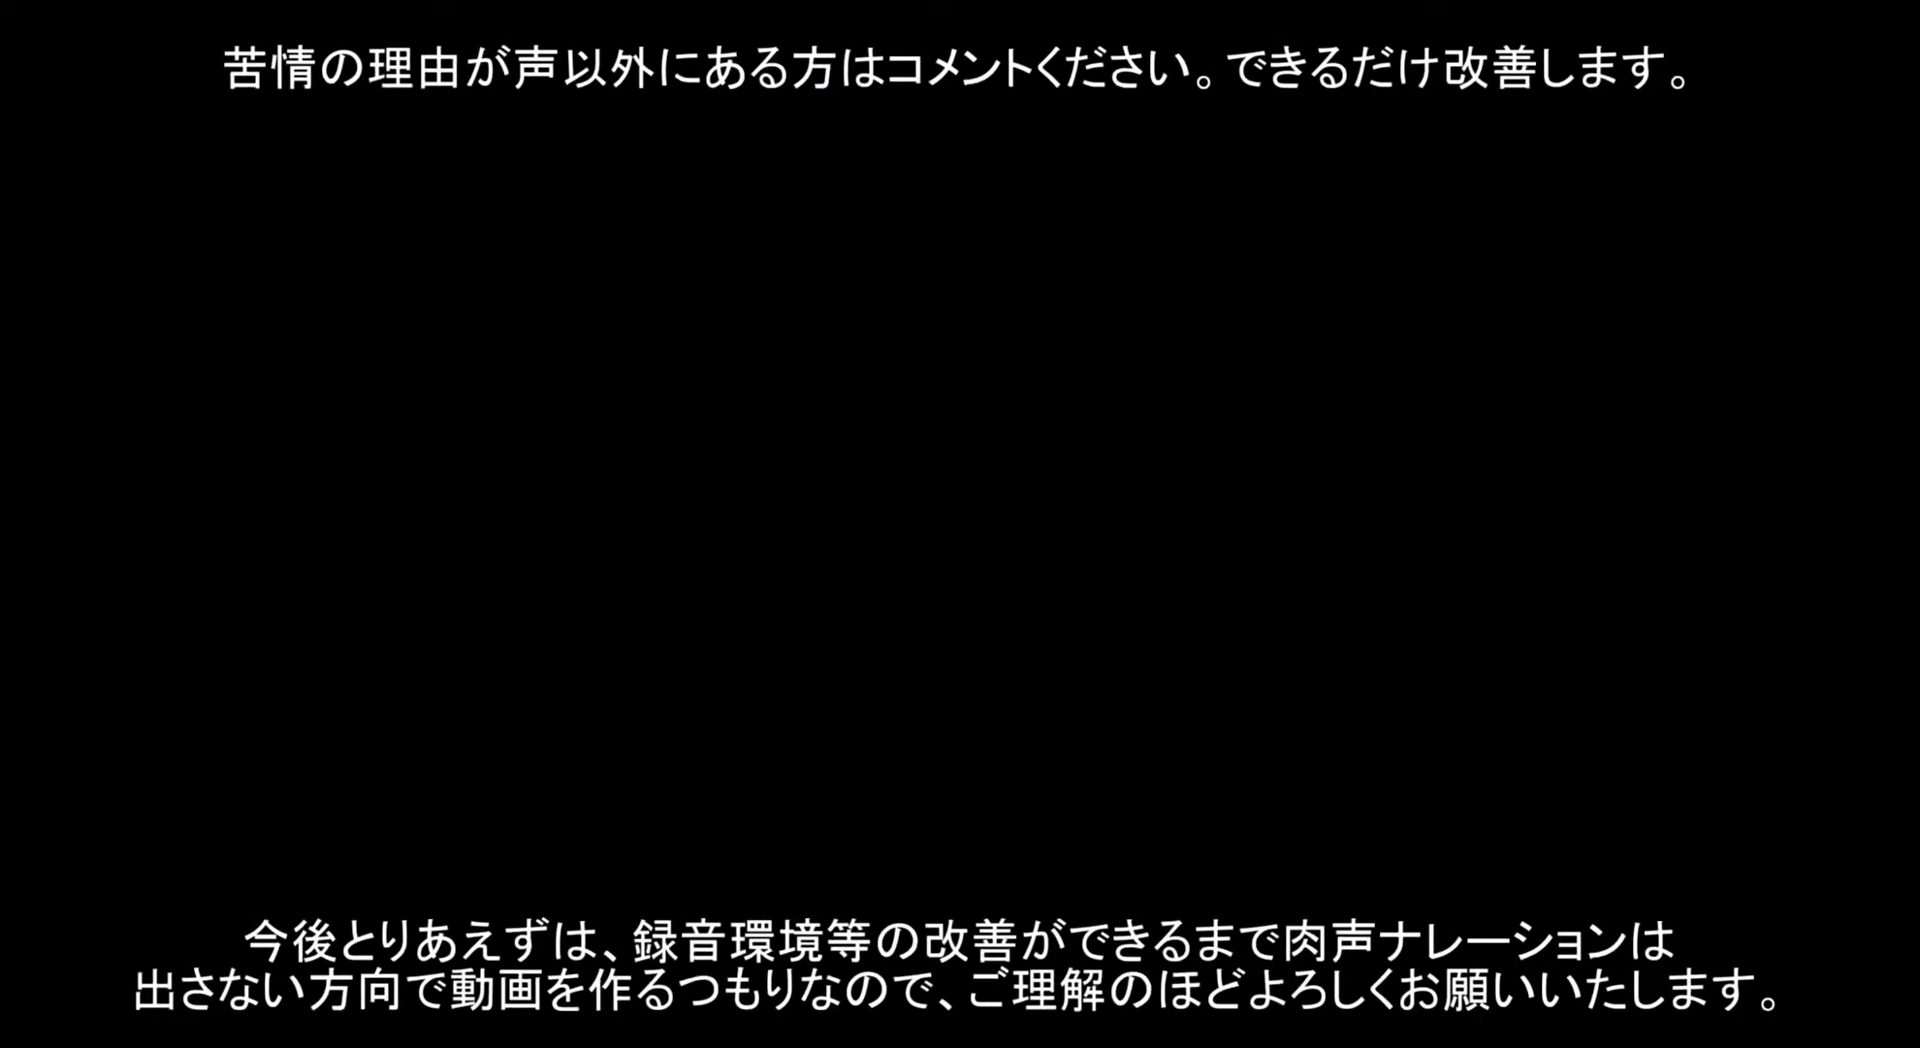 苦情の理由が声以外にある方はコメントください。できるだけ改善します。
今後とりあえずは、録音環境等の改善ができるまで肉声ナレーションは
出さない方向で動画を作るつもりなので、ご理解のほどよろしくお願いいたします。